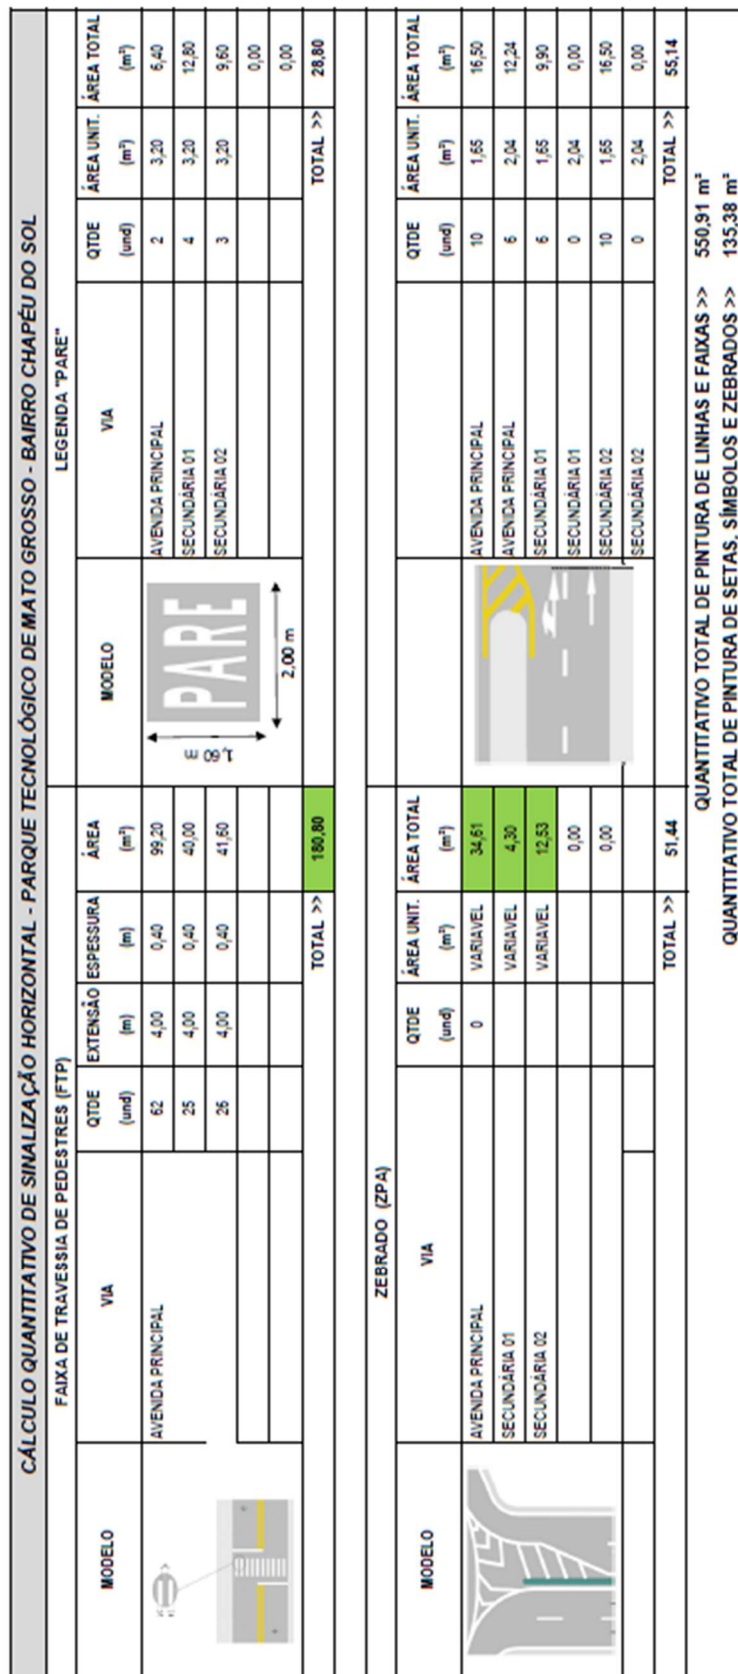 CÁLCULO QUANTITATIVO DE SINALIZAÇÃO HORIZONTAL - PARQUE TECNOLÓGICO DE MATO GROSSO - BAIRRO CHAPÉU DO SOL
FAIXA DE TRAVESSIA DE PEDESTRES (FTP)
MODELO VIA QTDE (und) EXTENSÃO (m) ESPESSURA (m) ÁREA (m²)
AVENIDA PRINCIPAL 62 4,00 0,40 99,20
25 4,00 0,40 40,00
26 4,00 0,40 41,60
TOTAL >> 180,80
LEGENDA "PARE"
MODELO VIA QTDE (und) ÁREA UNIT. (m²) ÁREA TOTAL (m²)
PARE
1,60 m
2,00 m
AVENIDA PRINCIPAL 2 3,20 6,40
SECUNDÁRIA 01 4 3,20 12,80
SECUNDÁRIA 02 3 3,20 9,60
0,00
0,00
TOTAL >> 28,80
ZEBRADO (ZPA)
MODELO VIA QTDE (und) ÁREA UNIT. (m²) ÁREA TOTAL (m²)
AVENIDA PRINCIPAL 0 VARIAVEL 34,61
SECUNDÁRIA 01 VARIAVEL 4,30
SECUNDÁRIA 02 VARIAVEL 12,53
0,00
0,00
TOTAL >> 51,44
QTDE (und) ÁREA UNIT. (m²) ÁREA TOTAL (m²)
AVENIDA PRINCIPAL 10 1,65 16,50
AVENIDA PRINCIPAL 6 2,04 12,24
SECUNDÁRIA 01 6 1,65 9,90
SECUNDÁRIA 01 0 2,04 0,00
SECUNDÁRIA 02 10 1,65 16,50
SECUNDÁRIA 02 0 2,04 0,00
TOTAL >> 55,14
QUANTITATIVO TOTAL DE PINTURA DE LINHAS E FAIXAS >> 550,91 m²
QUANTITATIVO TOTAL DE PINTURA DE SETAS, SÍMBOLOS E ZEBRADOS >> 135,38 m²